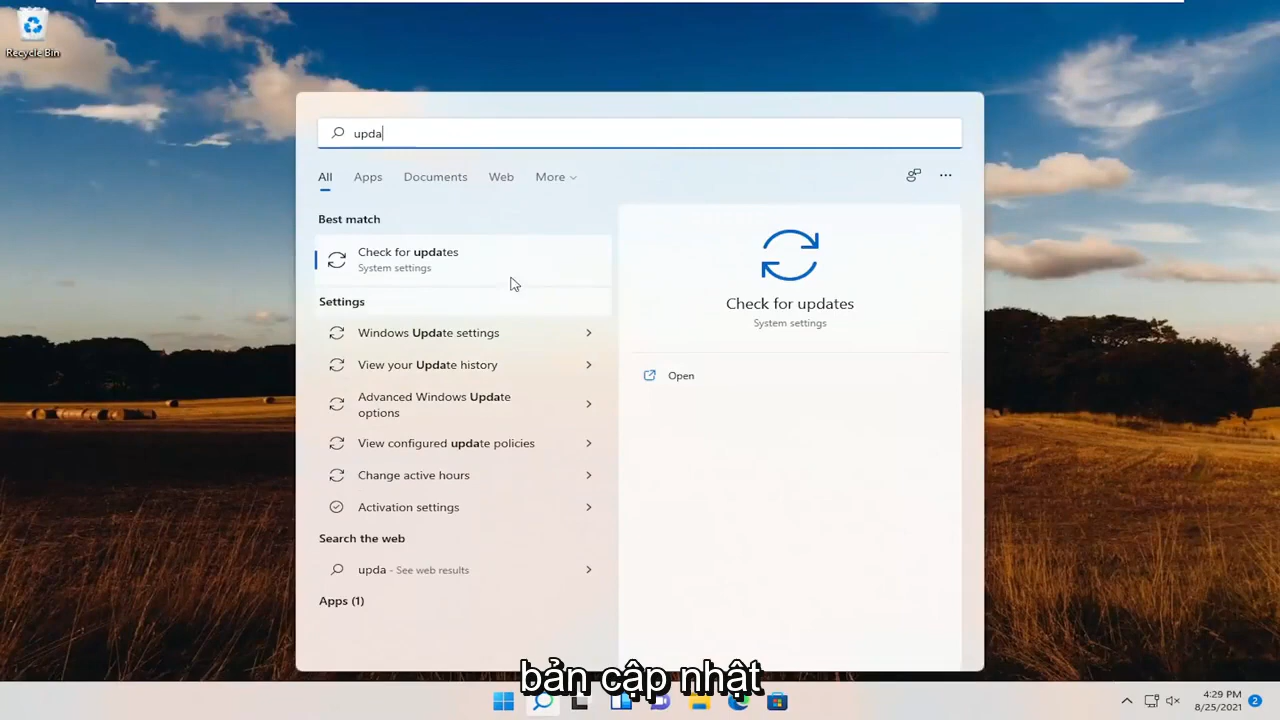 Recycle Bin
upda
All Apps Documents Web More
Best match
Check for updates
System settings
Settings
Windows Update settings
View your Update history
Advanced Windows Update
options
View configured update policies
Change active hours
Activation settings
Search the web
upda - See web results
Apps (1)
Check for updates
System settings
Open
bản cập nhật
4:29 PM
8/25/2021
2